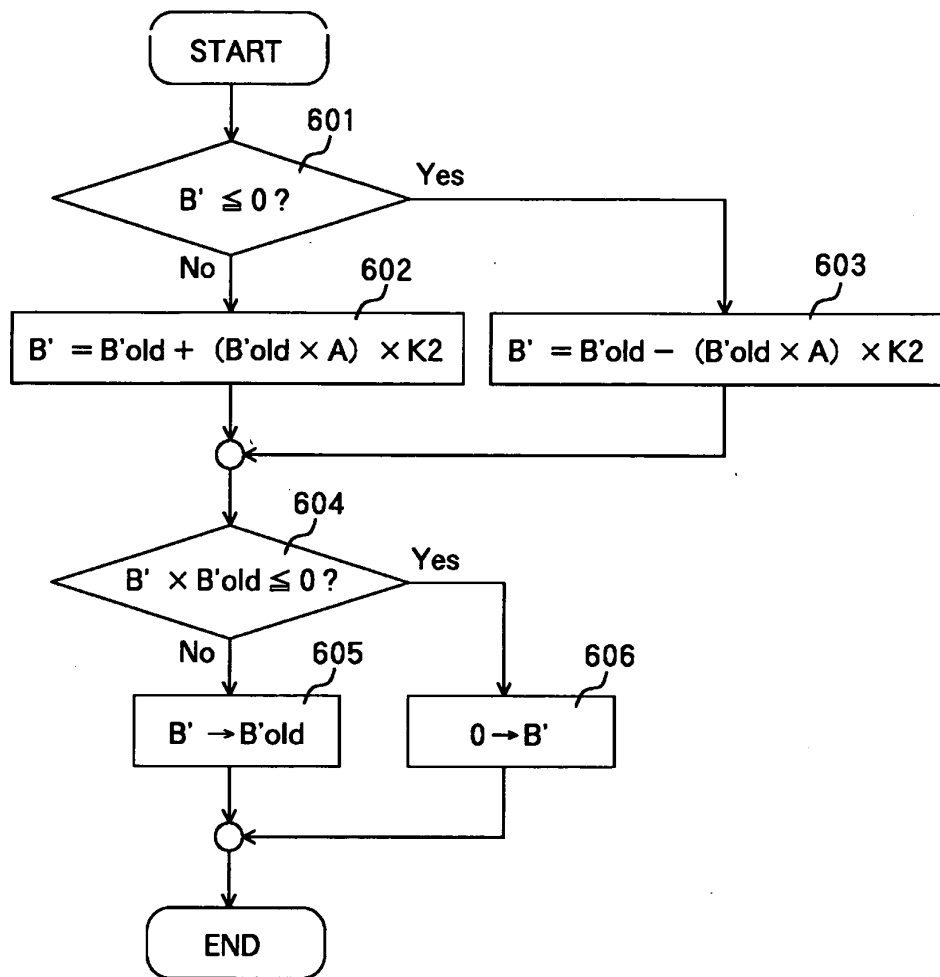 START
601
B' ≦ 0 ?
Yes
No
602
603
B' = B'old + (B'old × A) × K2
B' = B'old − (B'old × A) × K2
604
B' × B'old ≦ 0 ?
Yes
No
605
606
B' → B'old
0 → B'
END